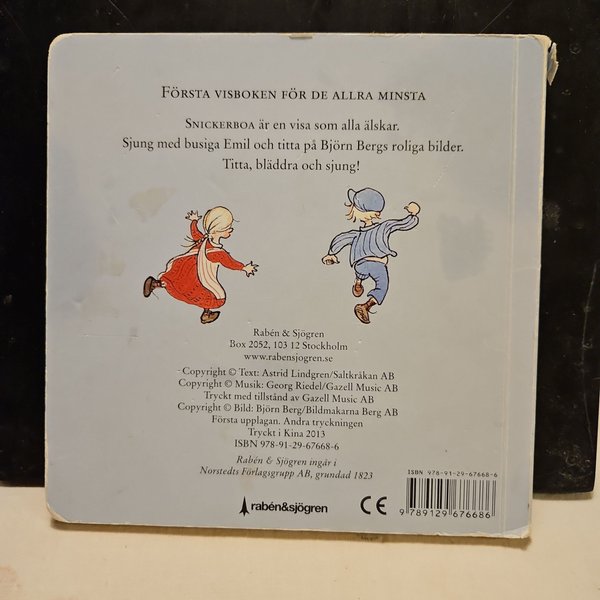 FÖRSTA VISBOKEN FÖR DE ALLRA MINSTA
SNICKERBOA är en visa som alla älskar.
Sjung med busiga Emil och titta på Björn Bergs roliga bilder.
Titta, bläddra och sjung!
Rabén & Sjögren
Box 2052, 103 12 Stockholm
www.rabensjogren.se
Copyright © Text: Astrid Lindgren/Saltkråkan AB
Copyright © Musik: Georg Riedel/Gazell Music AB
Tryckt med tillstånd av Gazell Music AB
Copyright © Bild: Björn Berg/Bildmakarna Berg AB
Första upplagan. Andra tryckningen
Tryckt i Kina 2013
ISBN 978-91-29-67668-6
Rabén & Sjögren ingår i
Norstedts Förlagsgrupp AB, grundad 1823
rabén&sjögren
CE
ISBN 978-91-29-67668-6
9 789129 676686